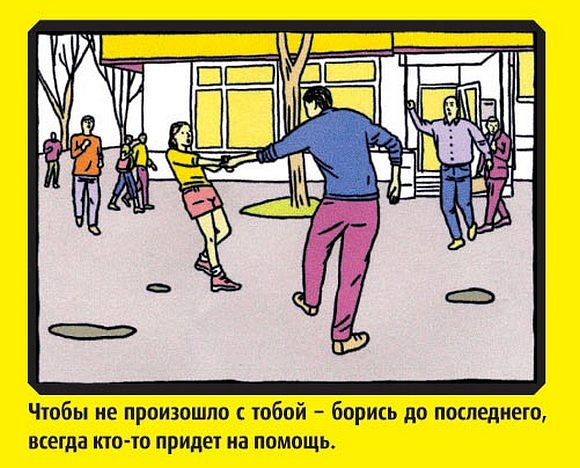 Чтобы не произошло с тобой – борись до последнего,
всегда кто-то придет на помощь.